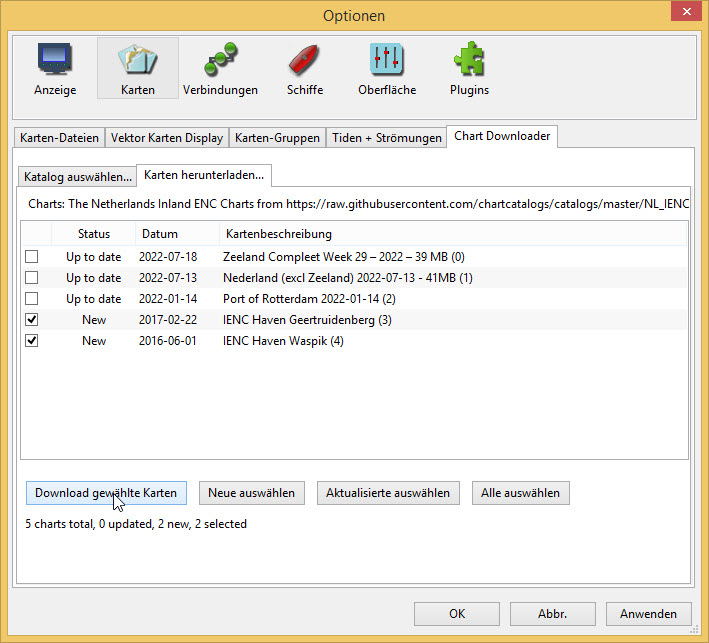 Optionen
Anzeige Karten Verbindungen Schiffe Oberfläche Plugins
Karten-Dateien Vektor Karten Display Karten-Gruppen Tiden + Strömungen Chart Downloader
Katalog auswählen... Karten herunterladen...
Charts: The Netherlands Inland ENC Charts from https://raw.githubusercontent.com/chartcatalogs/catalogs/master/NL_IENC
Status Datum Kartenbeschreibung
Up to date 2022-07-18 Zeeland Compleet Week 29 – 2022 – 39 MB (0)
Up to date 2022-07-13 Nederland (excl Zeeland) 2022-07-13 - 41MB (1)
Up to date 2022-01-14 Port of Rotterdam 2022-01-14 (2)
New 2017-02-22 IENC Haven Geertruidenberg (3)
New 2016-06-01 IENC Haven Waspik (4)
Download gewählte Karten Neue auswählen Aktualisierte auswählen Alle auswählen
5 charts total, 0 updated, 2 new, 2 selected
OK Abbr. Anwenden